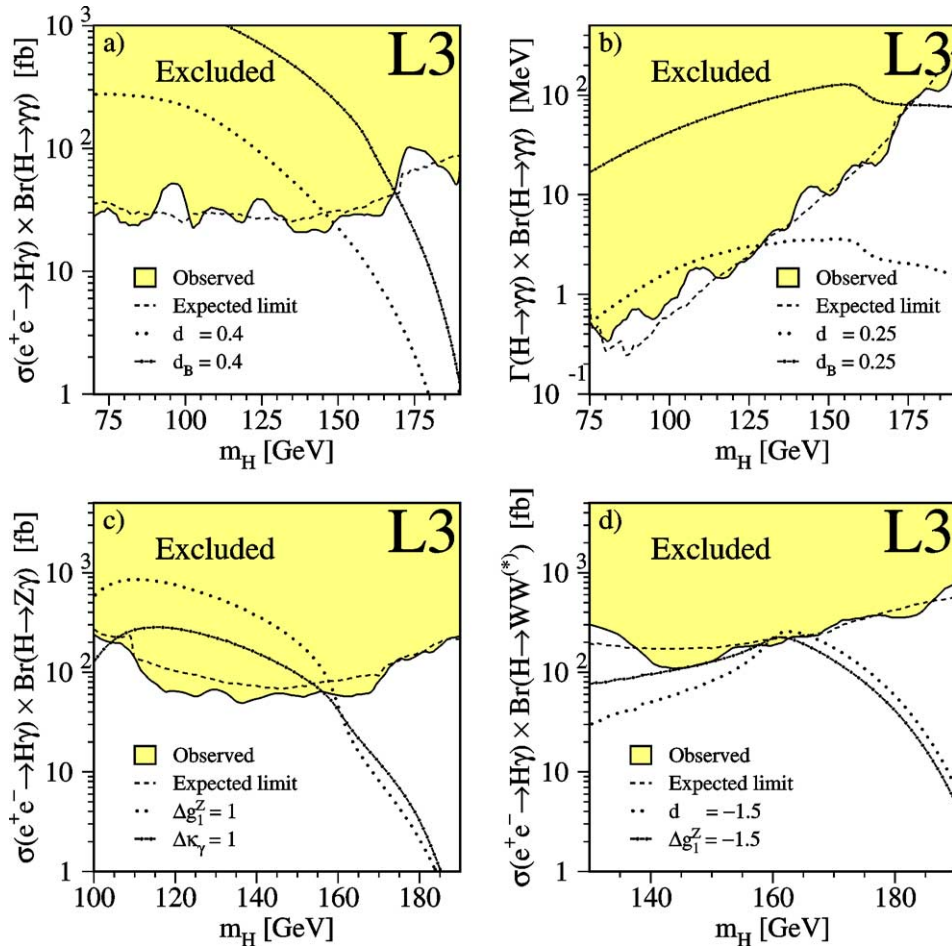 a)
L3
Excluded
σ(e⁺e⁻→Hγ) × Br(H→γγ) [fb]
10³
10²
10
1
Observed
Expected limit
d = 0.4
d_B = 0.4
75 100 125 150 175
m_H [GeV]
b)
L3
Excluded
Γ(H→γγ) × Br(H→γγ) [MeV]
10²
10
1
10⁻¹
Observed
Expected limit
d = 0.25
d_B = 0.25
75 100 125 150 175
m_H [GeV]
c)
L3
Excluded
σ(e⁺e⁻→Hγ) × Br(H→Zγ) [fb]
10³
10²
10
1
Observed
Expected limit
Δg₁ᶻ = 1
Δκ_γ = 1
100 120 140 160 180
m_H [GeV]
d)
L3
Excluded
σ(e⁺e⁻→Hγ) × Br(H→WW⁽*⁾) [fb]
10³
10²
10
1
Observed
Expected limit
d = −1.5
Δg₁ᶻ = −1.5
140 160 180
m_H [GeV]